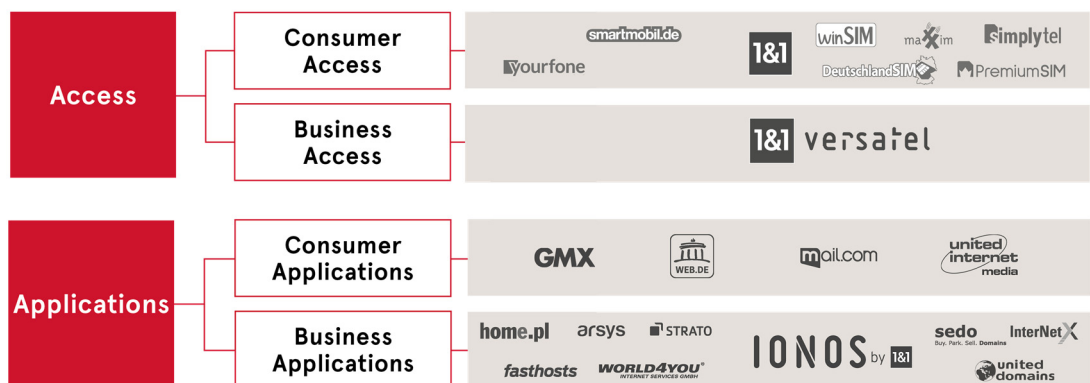 Access
Consumer
Access
smartmobil.de
yourfone
1&1
winSIM
maXXim
simplytel
DeutschlandSIM
PremiumSIM
Business
Access
1&1 versatel
Applications
Consumer
Applications
GMX
WEB.DE
mail.com
united
internet
media
Business
Applications
home.pl
arsys
STRATO
fasthosts
WORLD4YOU®
INTERNET SERVICES GMBH
IONOS by 1&1
sedo
Buy. Park. Sell. Domains
InterNetX
united
domains